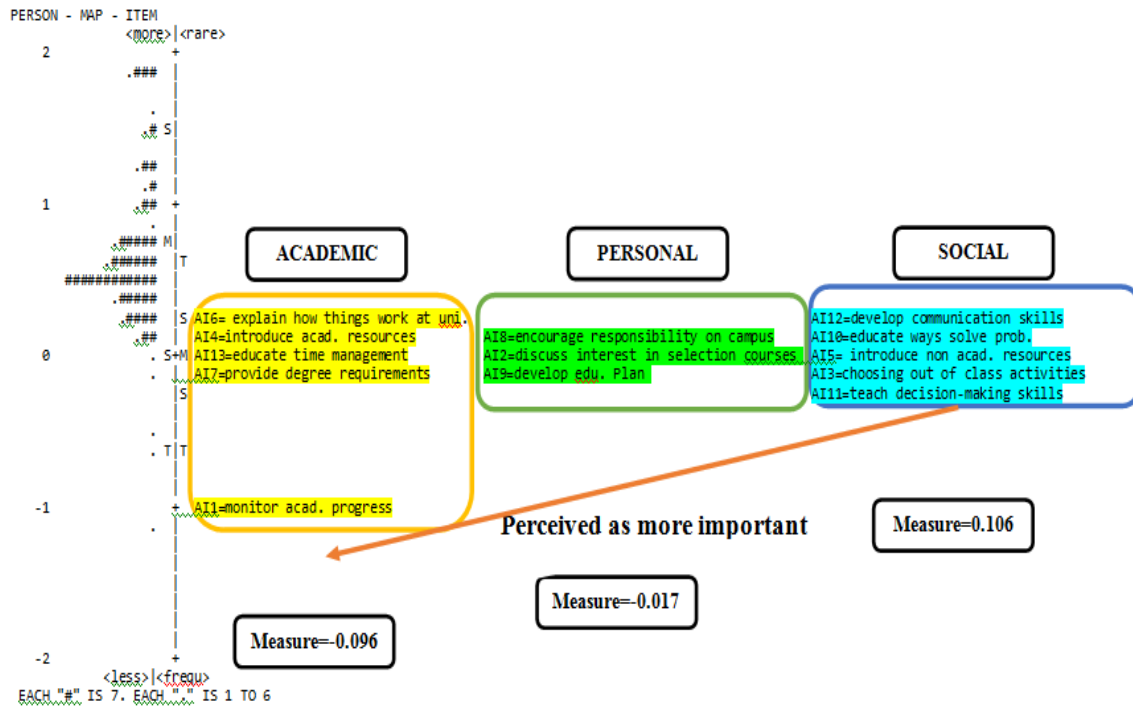 PERSON - MAP - ITEM
<more>|<rare>
2 +
.### |
|
. |
.# S|
|
.## |
.# |
1 .## +
. |
.##### M|
.###### |T
############ |
.##### |
.#### |S AI6= explain how things work at uni. AI12=develop communication skills
.## | AI4=introduce acad. resources AI8=encourage responsibility on campus AI10=educate ways solve prob.
0 . S+M AI13=educate time management AI2=discuss interest in selection courses AI5= introduce non acad. resources
. | AI7=provide degree requirements AI9=develop edu. Plan AI3=choosing out of class activities
|S AI11=teach decision-making skills
|
. |
. T|T
|
|
-1 + AI1=monitor acad. progress
. |
|
|
|
|
|
|
-2 +
<less>|<frequ>
EACH "#" IS 7. EACH "." IS 1 TO 6
ACADEMIC
PERSONAL
SOCIAL
Perceived as more important
Measure=0.106
Measure=-0.017
Measure=-0.096